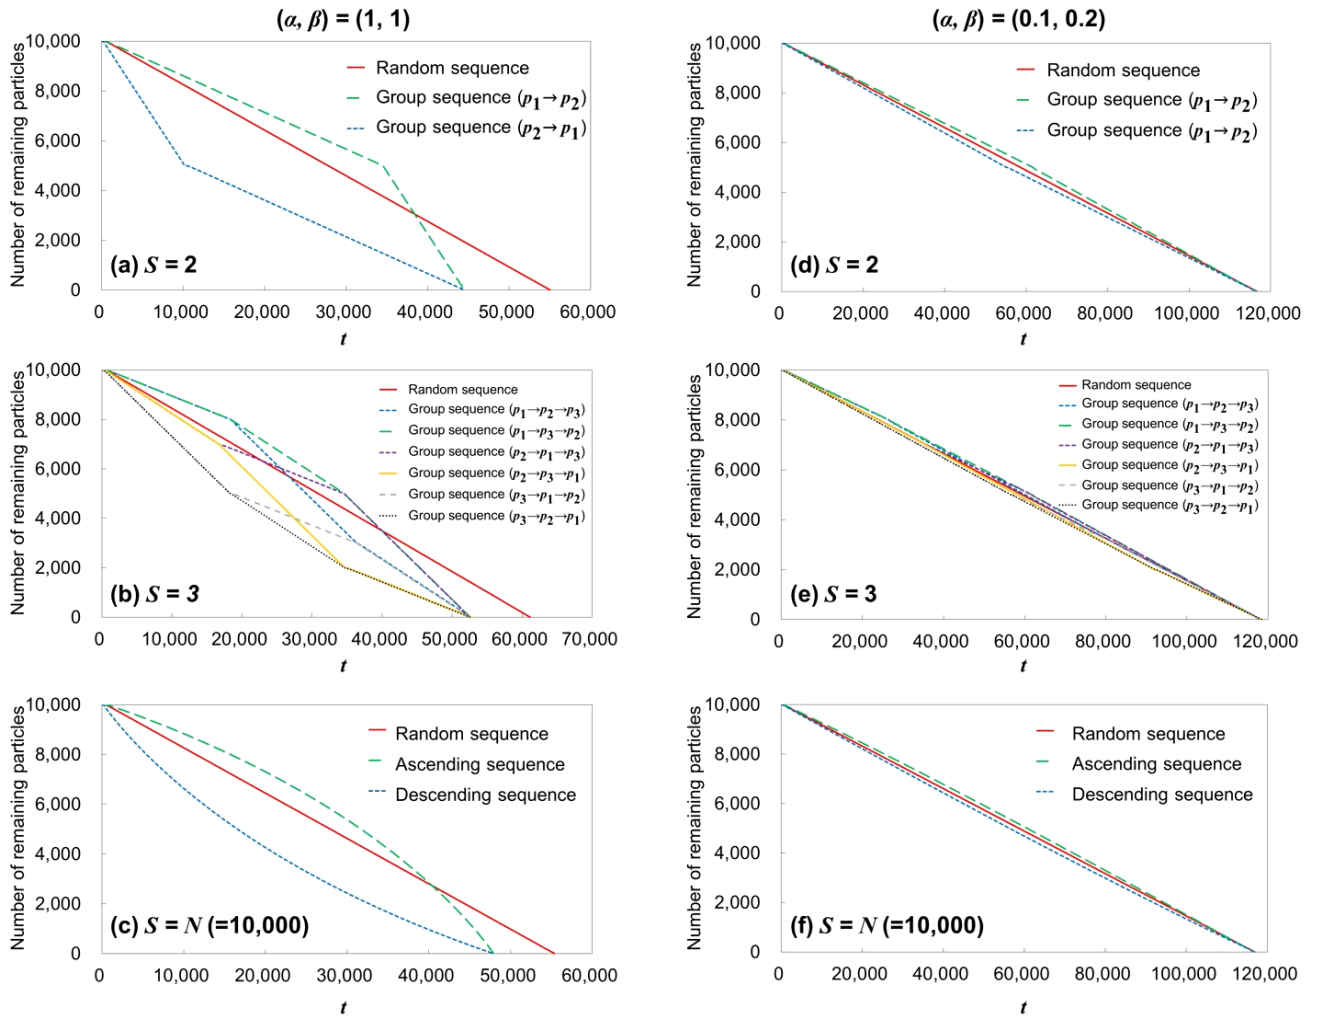 (α, β) = (1, 1)
Number of remaining particles
10,000
8,000
6,000
4,000
2,000
0
Random sequence
Group sequence (p1→p2)
Group sequence (p2→p1)
(a) S = 2
0 10,000 20,000 30,000 40,000 50,000 60,000
t
(α, β) = (0.1, 0.2)
Number of remaining particles
10,000
8,000
6,000
4,000
2,000
0
Random sequence
Group sequence (p1→p2)
Group sequence (p1→p2)
(d) S = 2
0 20,000 40,000 60,000 80,000 100,000 120,000
t
Number of remaining particles
10,000
8,000
6,000
4,000
2,000
0
Random sequence
Group sequence (p1→p2→p3)
Group sequence (p1→p3→p2)
Group sequence (p2→p1→p3)
Group sequence (p2→p3→p1)
Group sequence (p3→p1→p2)
Group sequence (p3→p2→p1)
(b) S = 3
0 10,000 20,000 30,000 40,000 50,000 60,000 70,000
t
Number of remaining particles
10,000
8,000
6,000
4,000
2,000
0
Random sequence
Group sequence (p1→p2→p3)
Group sequence (p1→p3→p2)
Group sequence (p2→p1→p3)
Group sequence (p2→p3→p1)
Group sequence (p3→p1→p2)
Group sequence (p3→p2→p1)
(e) S = 3
0 20,000 40,000 60,000 80,000 100,000 120,000
t
Number of remaining particles
10,000
8,000
6,000
4,000
2,000
0
Random sequence
Ascending sequence
Descending sequence
(c) S = N (=10,000)
0 10,000 20,000 30,000 40,000 50,000 60,000
t
Number of remaining particles
10,000
8,000
6,000
4,000
2,000
0
Random sequence
Ascending sequence
Descending sequence
(f) S = N (=10,000)
0 20,000 40,000 60,000 80,000 100,000 120,000
t